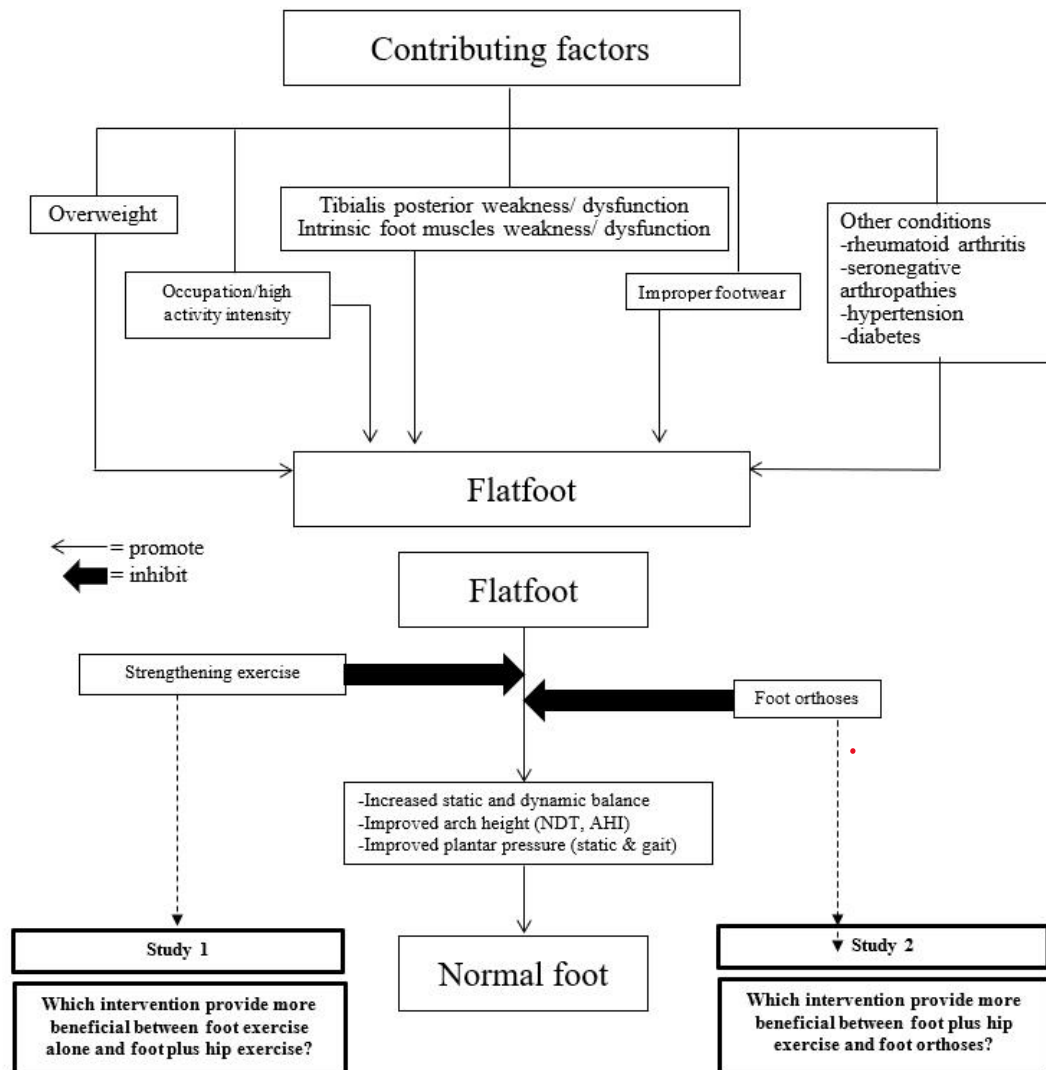 Contributing factors
Overweight
Occupation/high
activity intensity
Tibialis posterior weakness/ dysfunction
Intrinsic foot muscles weakness/ dysfunction
Improper footwear
Other conditions
-rheumatoid arthritis
-seronegative
arthropathies
-hypertension
-diabetes
Flatfoot
= promote
= inhibit
Flatfoot
Strengthening exercise
Foot orthoses
-Increased static and dynamic balance
-Improved arch height (NDT, AHI)
-Improved plantar pressure (static & gait)
Normal foot
Study 1
Which intervention provide more
beneficial between foot exercise
alone and foot plus hip exercise?
Study 2
Which intervention provide more
beneficial between foot plus hip
exercise and foot orthoses?